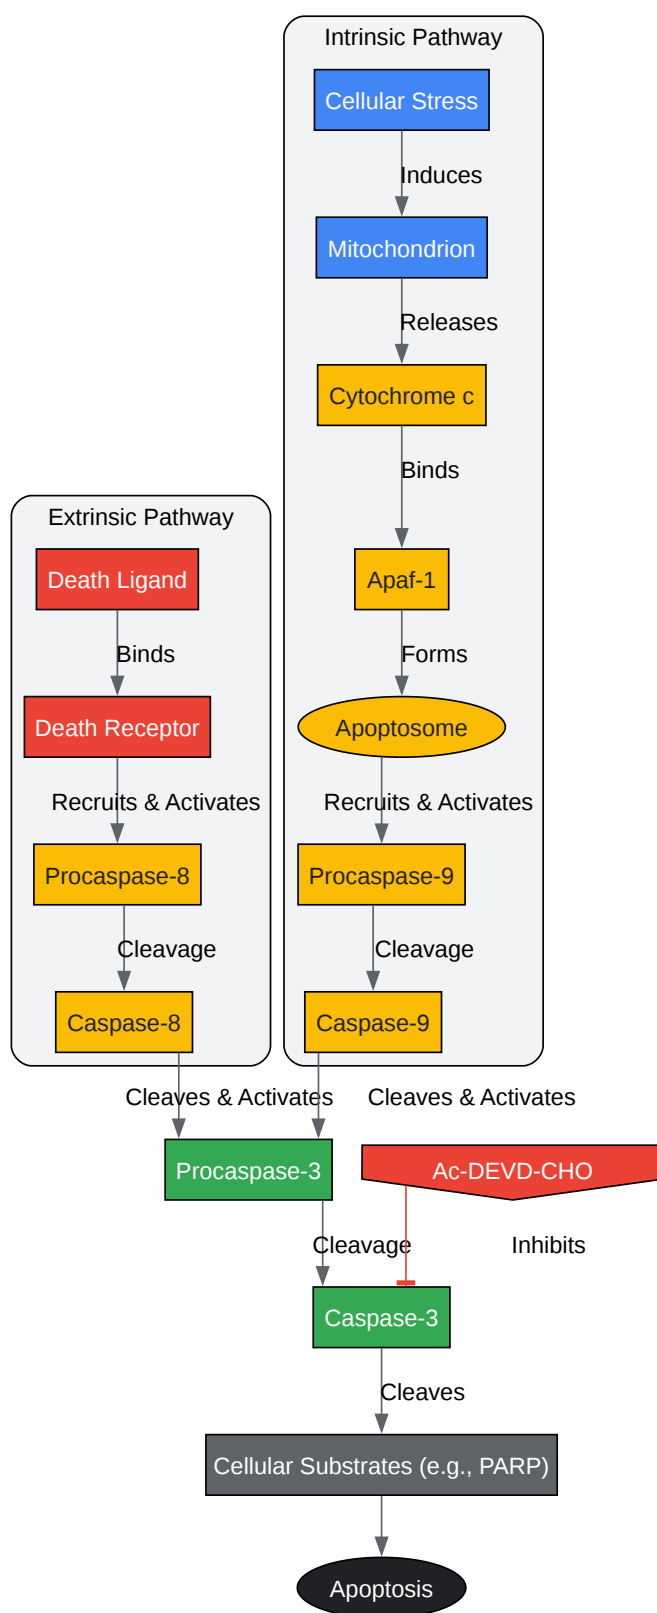 Intrinsic Pathway
Cellular Stress
Induces
Mitochondrion
Releases
Cytochrome c
Binds
Apaf-1
Forms
Apoptosome
Recruits & Activates
Procaspase-9
Cleavage
Caspase-9
Extrinsic Pathway
Death Ligand
Binds
Death Receptor
Recruits & Activates
Procaspase-8
Cleavage
Caspase-8
Cleaves & Activates
Cleaves & Activates
Procaspase-3
Ac-DEVD-CHO
Cleavage
Inhibits
Caspase-3
Cleaves
Cellular Substrates (e.g., PARP)
Apoptosis